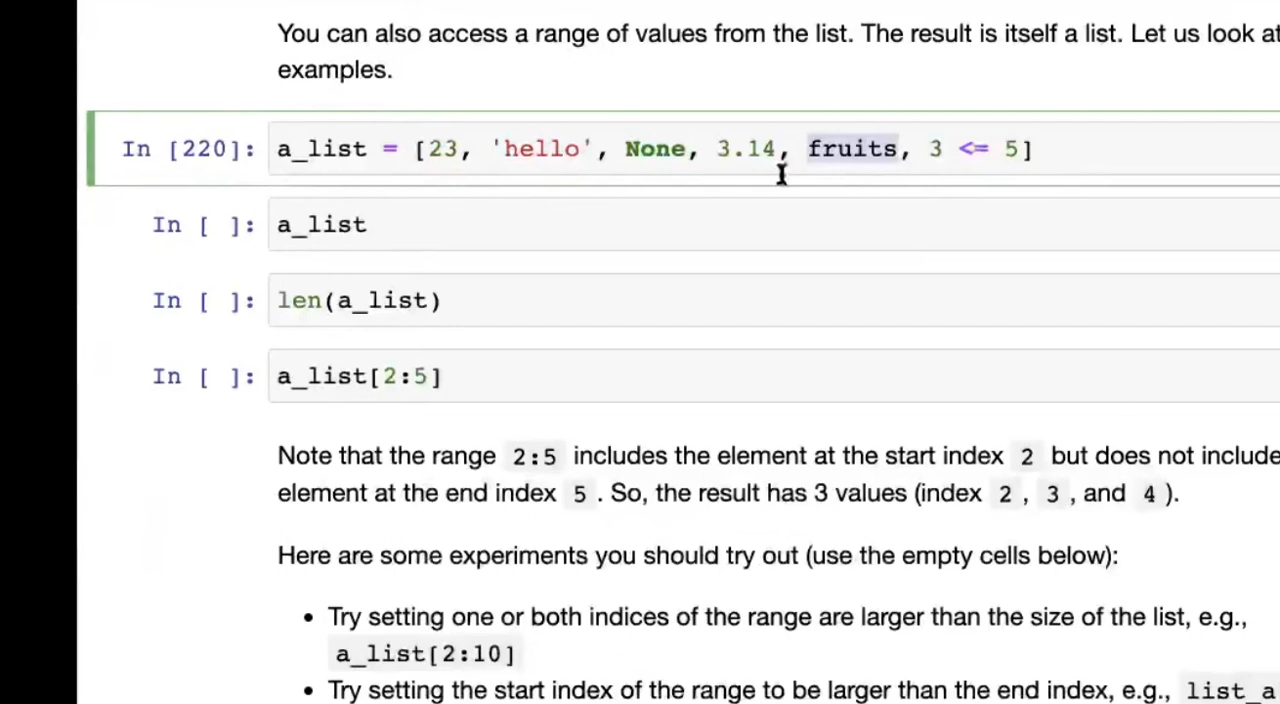 You can also access a range of values from the list. The result is itself a list. Let us look at
examples.
In [220]: a_list = [23, 'hello', None, 3.14, fruits, 3 <= 5]
In [ ]: a_list
In [ ]: len(a_list)
In [ ]: a_list[2:5]
Note that the range 2:5 includes the element at the start index 2 but does not include
element at the end index 5 . So, the result has 3 values (index 2 , 3 , and 4 ).
Here are some experiments you should try out (use the empty cells below):
• Try setting one or both indices of the range are larger than the size of the list, e.g.,
a_list[2:10]
• Try setting the start index of the range to be larger than the end index, e.g., list_a